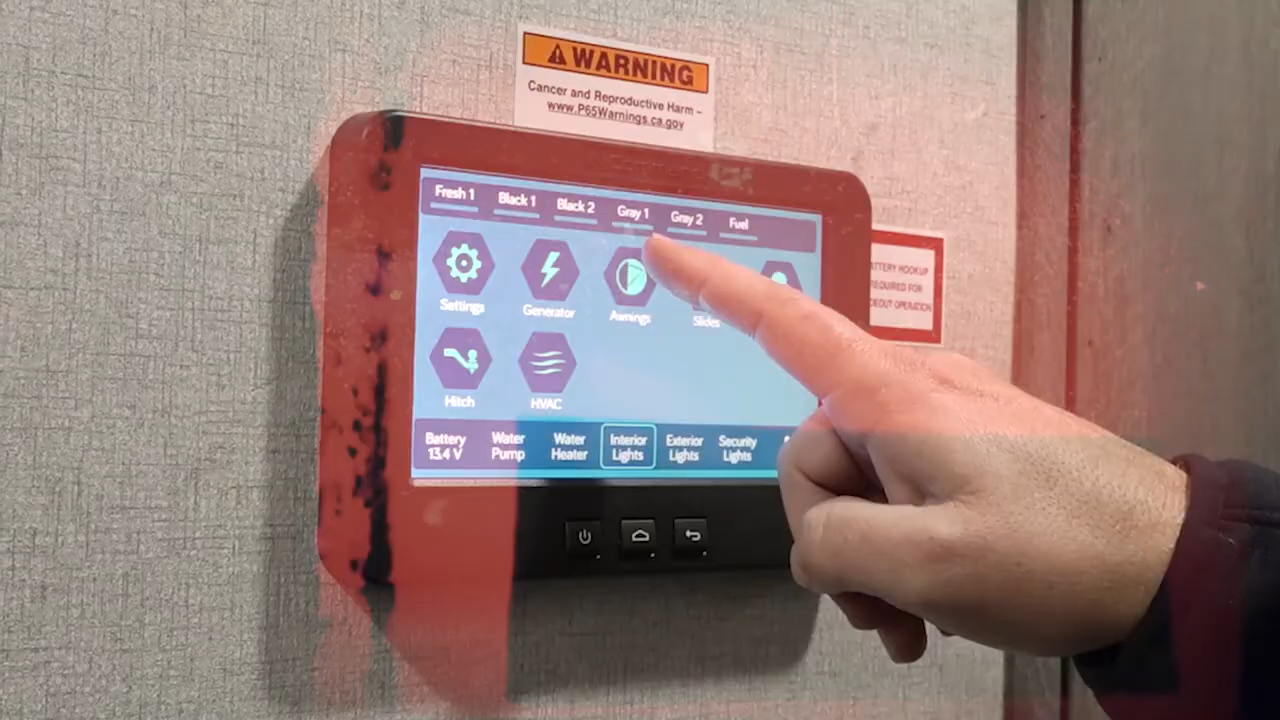 WARNING
Cancer and Reproductive Harm –
www.P65Warnings.ca.gov
Fresh 1
Black 1
Black 2
Gray 1
Gray 2
Fuel
Settings
Generator
Awnings
Slides
Hitch
HVAC
Battery
13.4 V
Water
Pump
Water
Heater
Interior
Lights
Exterior
Lights
Security
Lights
HOOKUP
REQUIRED FOR
OPERATION